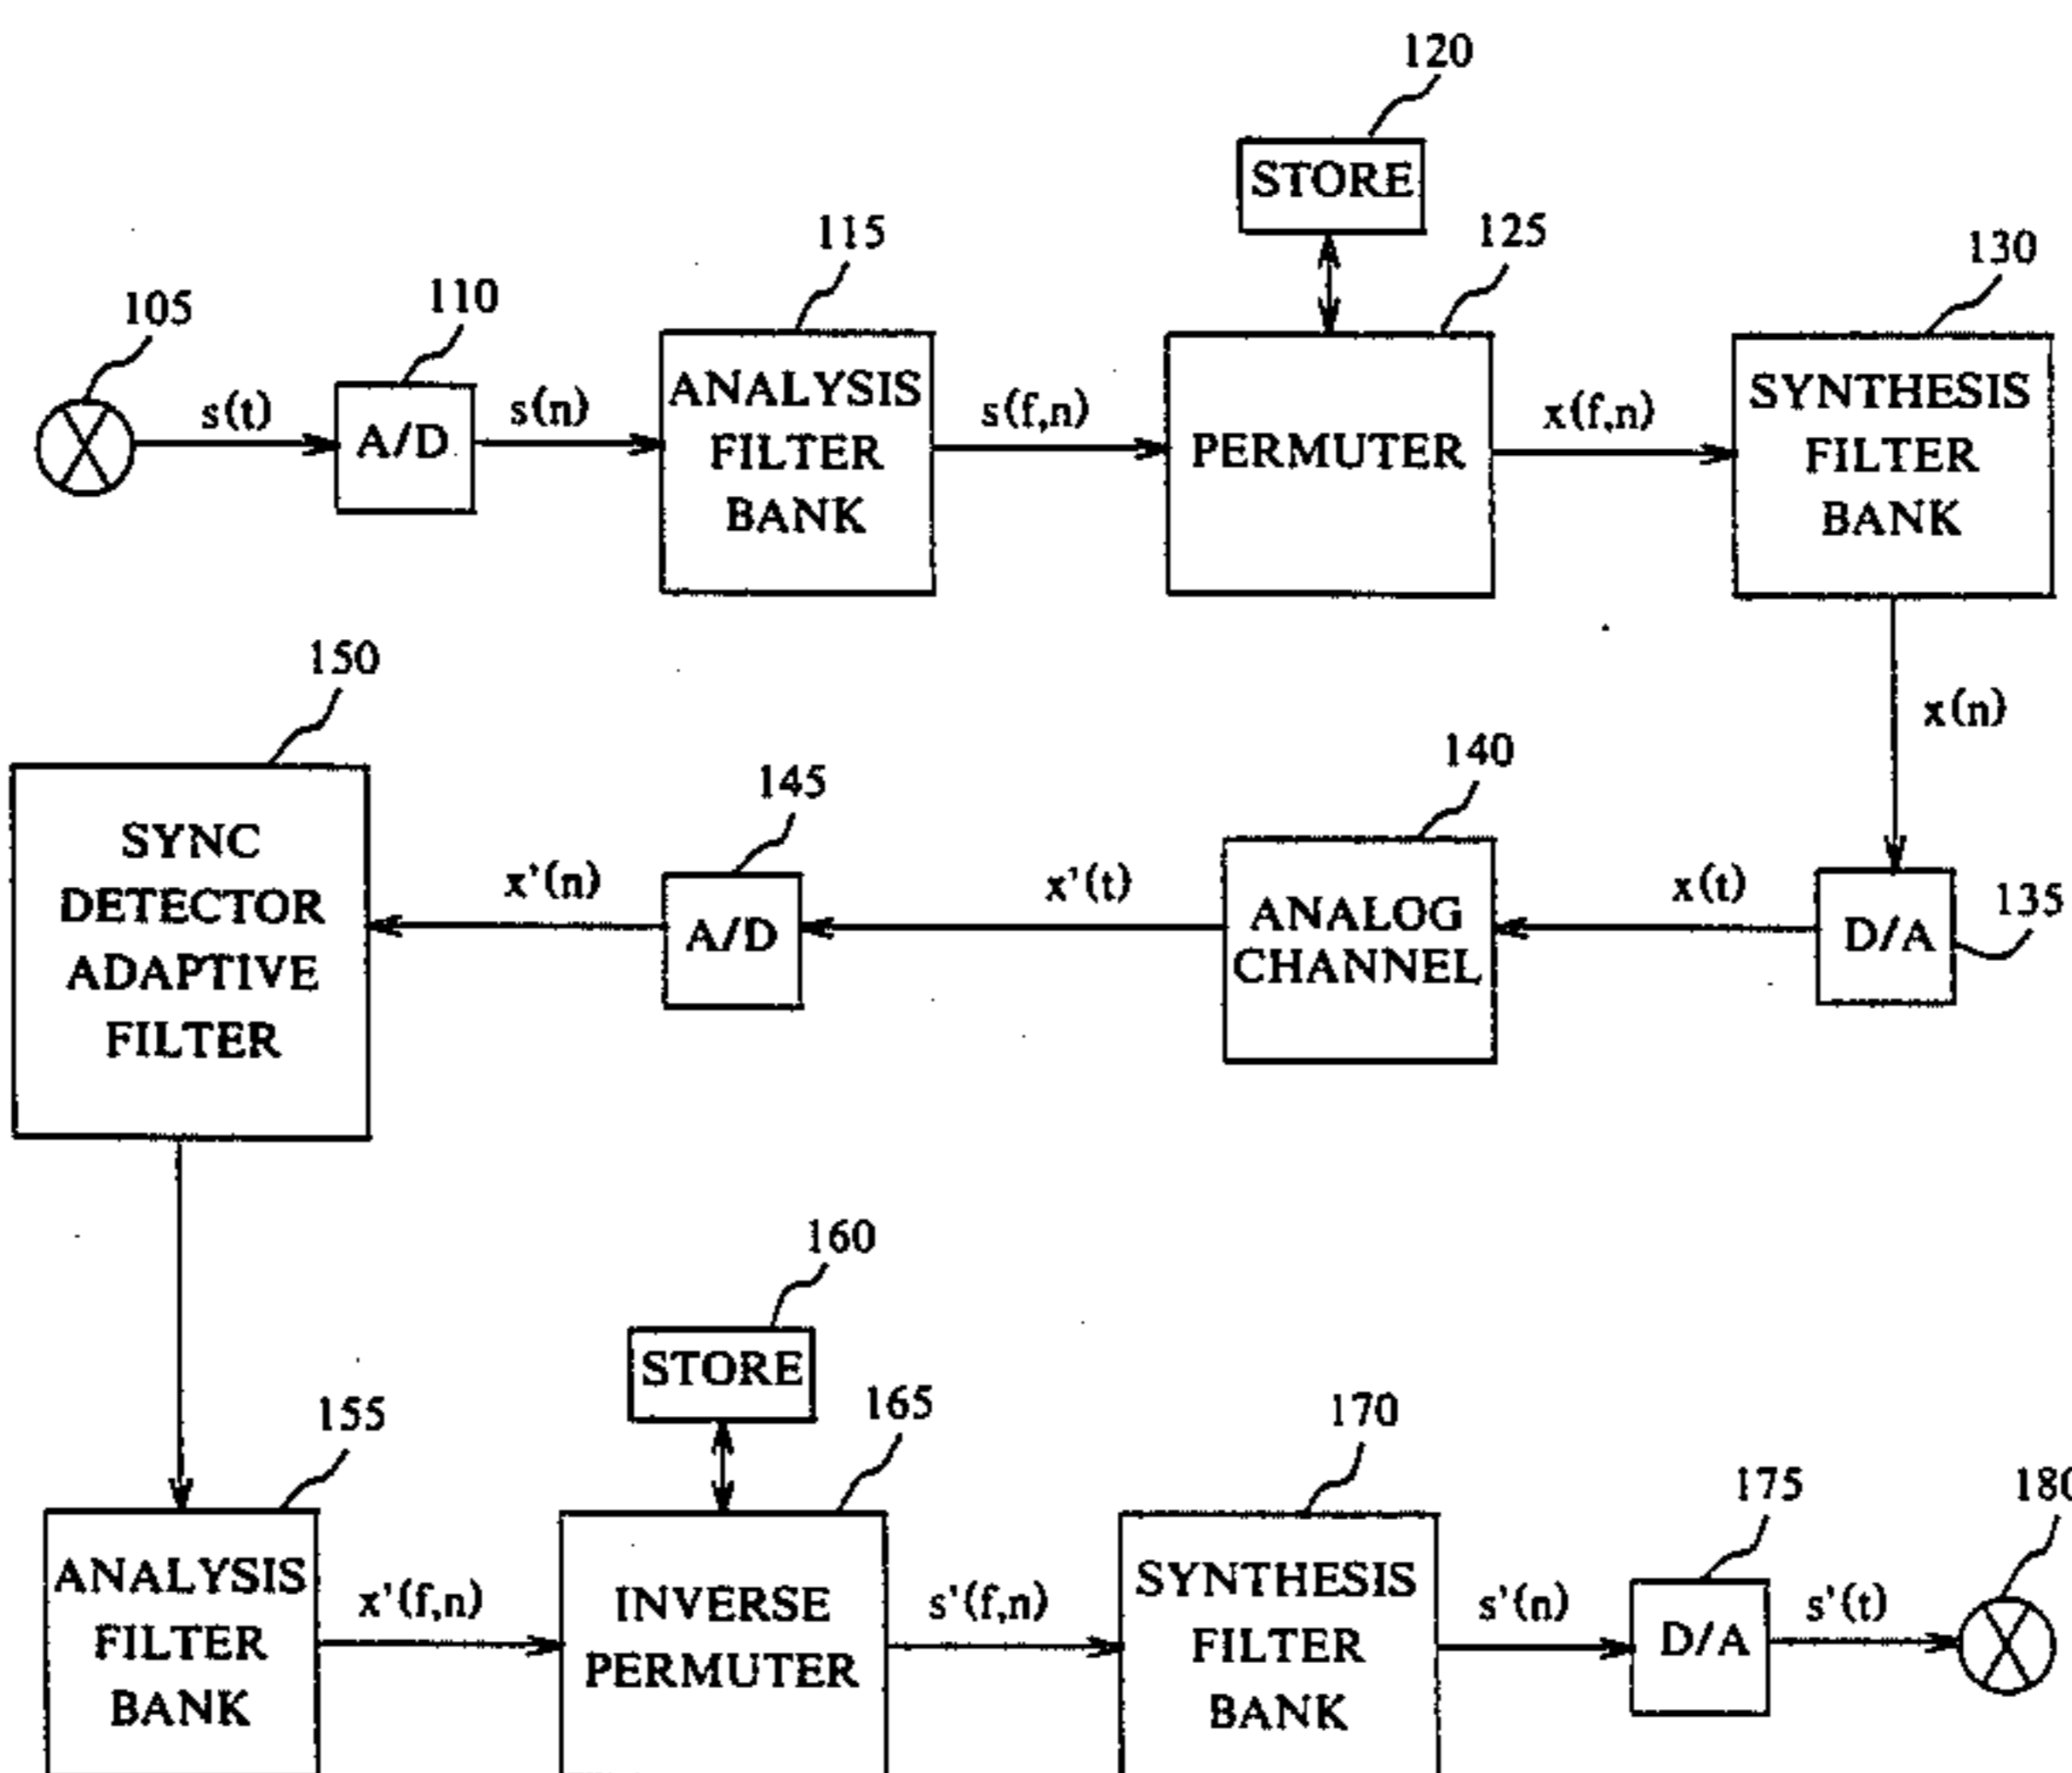 120
STORE
115
125
130
105
110
s(t)
A/D
s(n)
ANALYSIS
FILTER
BANK
s(f,n)
PERMUTER
x(f,n)
SYNTHESIS
FILTER
BANK
x(n)
150
SYNC
DETECTOR
ADAPTIVE
FILTER
x'(n)
145
A/D
x'(t)
140
ANALOG
CHANNEL
x(t)
D/A
135
160
STORE
155
165
170
175
180
ANALYSIS
FILTER
BANK
x'(f,n)
INVERSE
PERMUTER
s'(f,n)
SYNTHESIS
FILTER
BANK
s'(n)
D/A
s'(t)